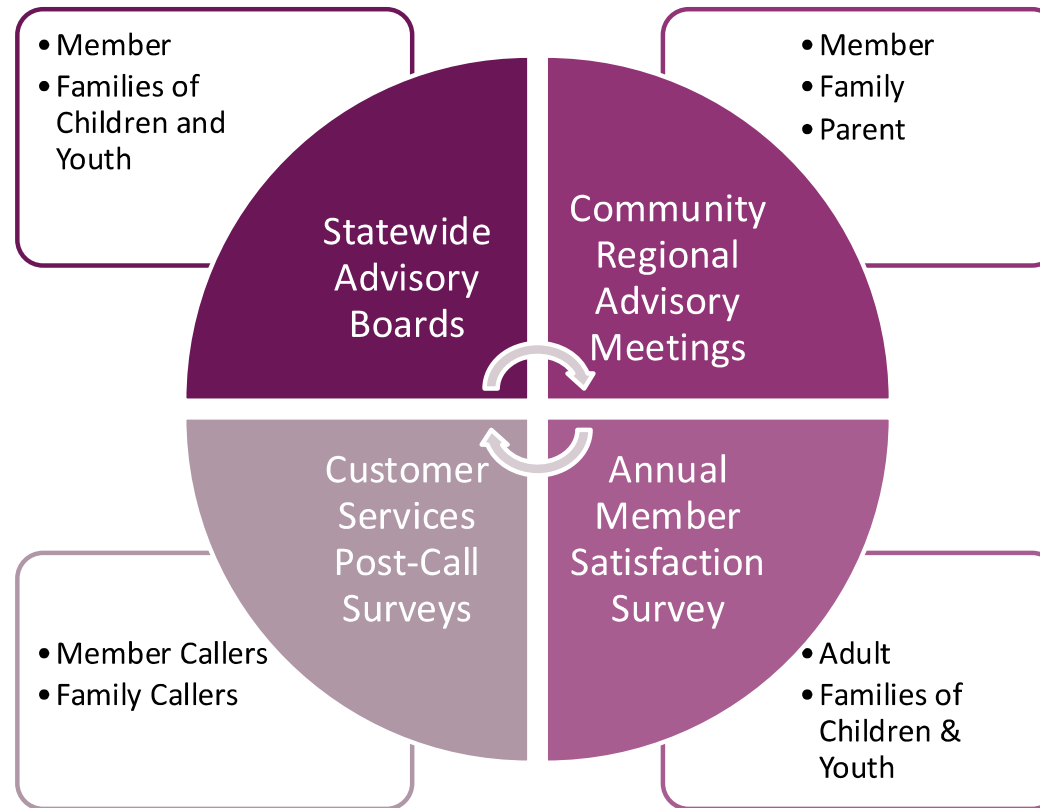 • Member
• Families of
Children and
Youth
• Member
• Family
• Parent
Statewide
Advisory
Boards
Community
Regional
Advisory
Meetings
Customer
Services
Post-Call
Surveys
Annual
Member
Satisfaction
Survey
• Member Callers
• Family Callers
• Adult
• Families of
Children &
Youth